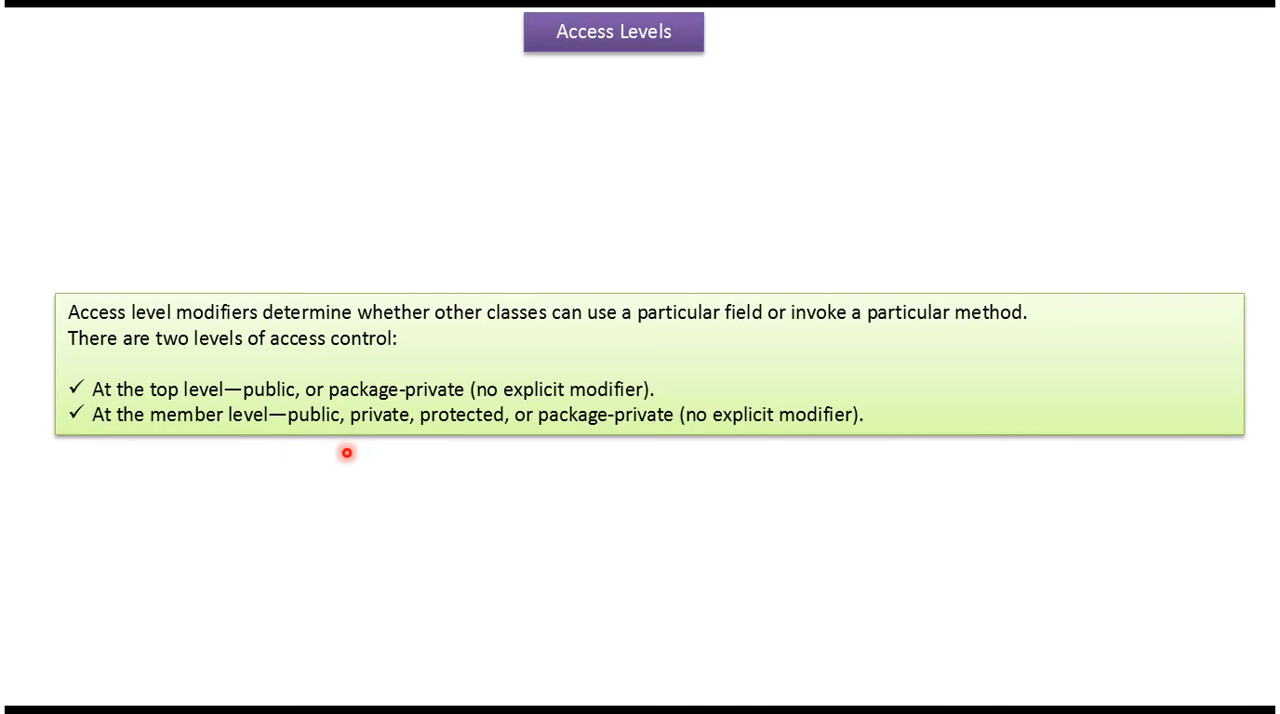 Access Levels
Access level modifiers determine whether other classes can use a particular field or invoke a particular method.
There are two levels of access control:
✓ At the top level—public, or package-private (no explicit modifier).
✓ At the member level—public, private, protected, or package-private (no explicit modifier).